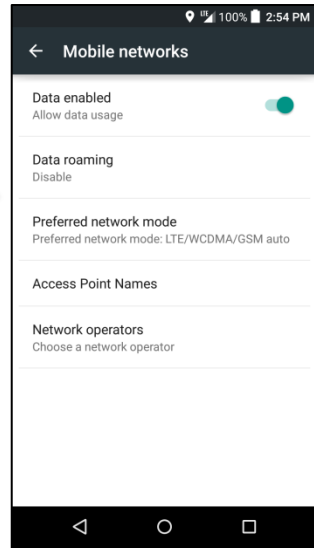 LTE 100% 2:54 PM
Mobile networks
Data enabled
Allow data usage
Data roaming
Disable
Preferred network mode
Preferred network mode: LTE/WCDMA/GSM auto
Access Point Names
Network operators
Choose a network operator